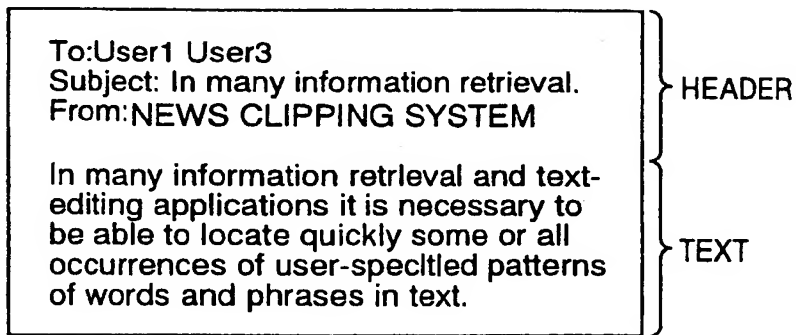 To:User1 User3
Subject: In many information retrieval.
From:NEWS CLIPPING SYSTEM
HEADER
In many information retrleval and text-
editing applications it is necessary to
be able to locate quickly some or all
occurrences of user-specltled patterns
of words and phrases in text.
TEXT